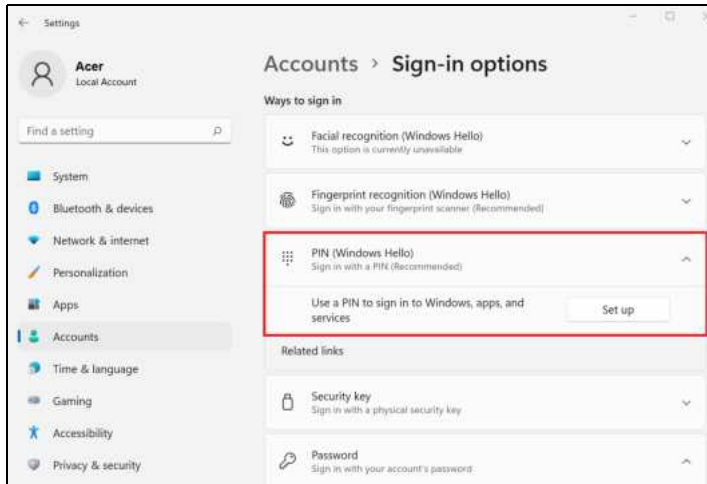 Settings
Acer
Local Account
Find a setting
System
Bluetooth & devices
Network & internet
Personalization
Apps
Accounts
Time & language
Gaming
Accessibility
Privacy & security
Accounts > Sign-in options
Ways to sign in
Facial recognition (Windows Hello)
This option is currently unavailable
Fingerprint recognition (Windows Hello)
Sign in with your fingerprint scanner (Recommended)
PIN (Windows Hello)
Sign in with a PIN (Recommended)
Use a PIN to sign in to Windows, apps, and
services
Set up
Related links
Security key
Sign in with a physical security key
Password
Sign in with your account's password